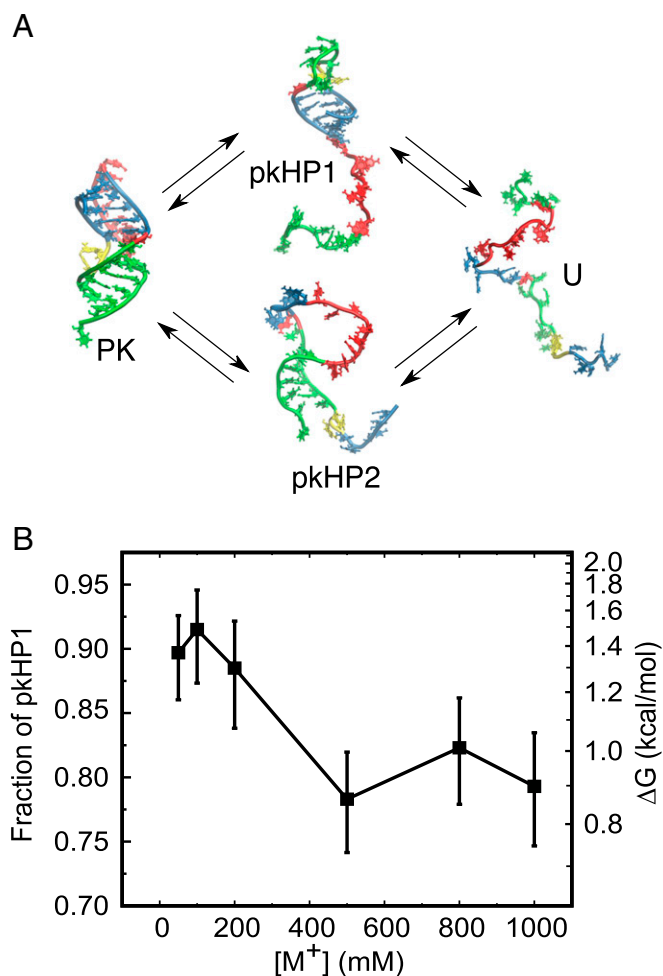 A
pkHP1
PK
U
pkHP2
B
Fraction of pkHP1
0.95
0.90
0.85
0.80
0.75
0.70
2.0
1.8
1.6
1.4
1.2
1.0
0.8
ΔG (kcal/mol)
0 200 400 600 800 1000
[M⁺] (mM)